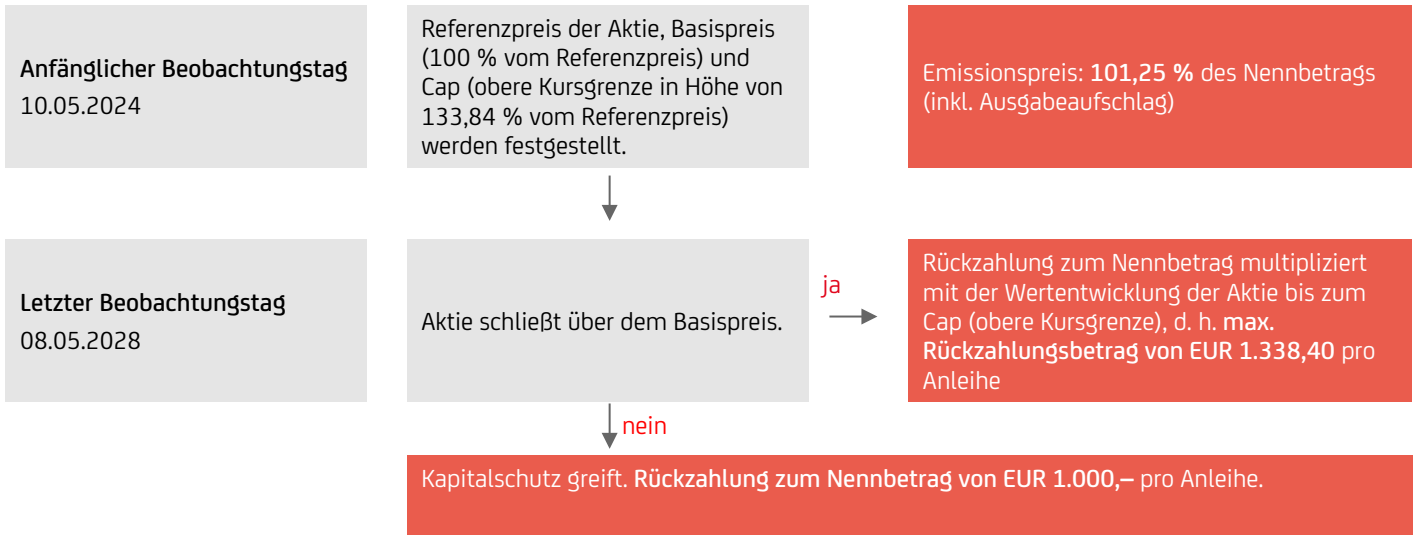 Anfänglicher Beobachtungstag
10.05.2024
Referenzpreis der Aktie, Basispreis
(100 % vom Referenzpreis) und
Cap (obere Kursgrenze in Höhe von
133,84 % vom Referenzpreis)
werden festgestellt.
Emissionspreis: 101,25 % des Nennbetrags
(inkl. Ausgabeaufschlag)
Letzter Beobachtungstag
08.05.2028
Aktie schließt über dem Basispreis.
ja
Rückzahlung zum Nennbetrag multipliziert
mit der Wertentwicklung der Aktie bis zum
Cap (obere Kursgrenze), d. h. max.
Rückzahlungsbetrag von EUR 1.338,40 pro
Anleihe
nein
Kapitalschutz greift. Rückzahlung zum Nennbetrag von EUR 1.000,– pro Anleihe.